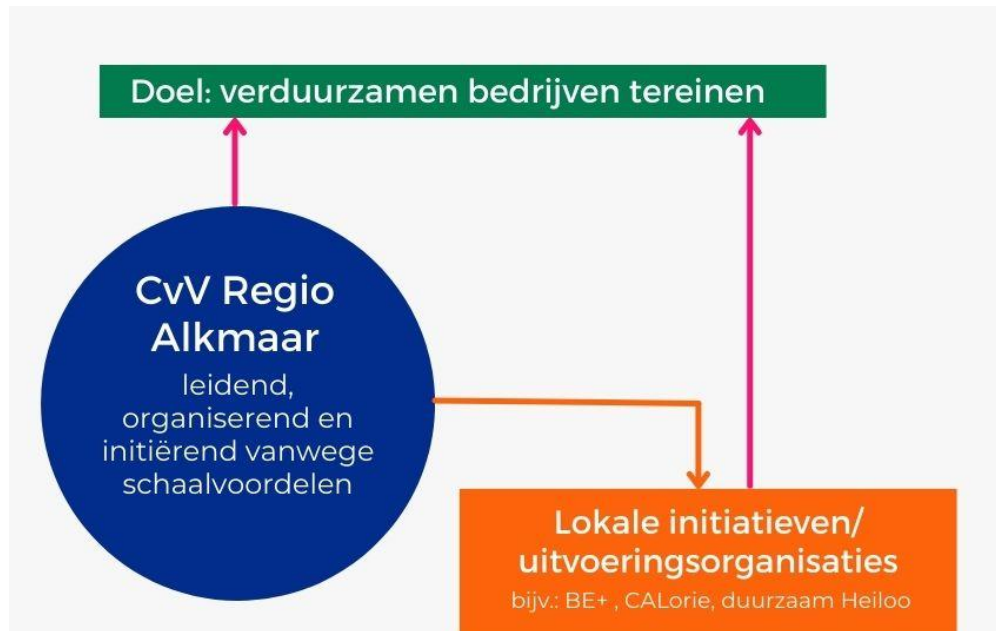 Doel: verduurzamen bedrijven tereinen
CvV Regio
Alkmaar
leidend,
organiserend en
initiërend vanwege
schaalvoordelen
Lokale initiatieven/
uitvoeringsorganisaties
bijv.: BE+ , CALorie, duurzaam Heiloo